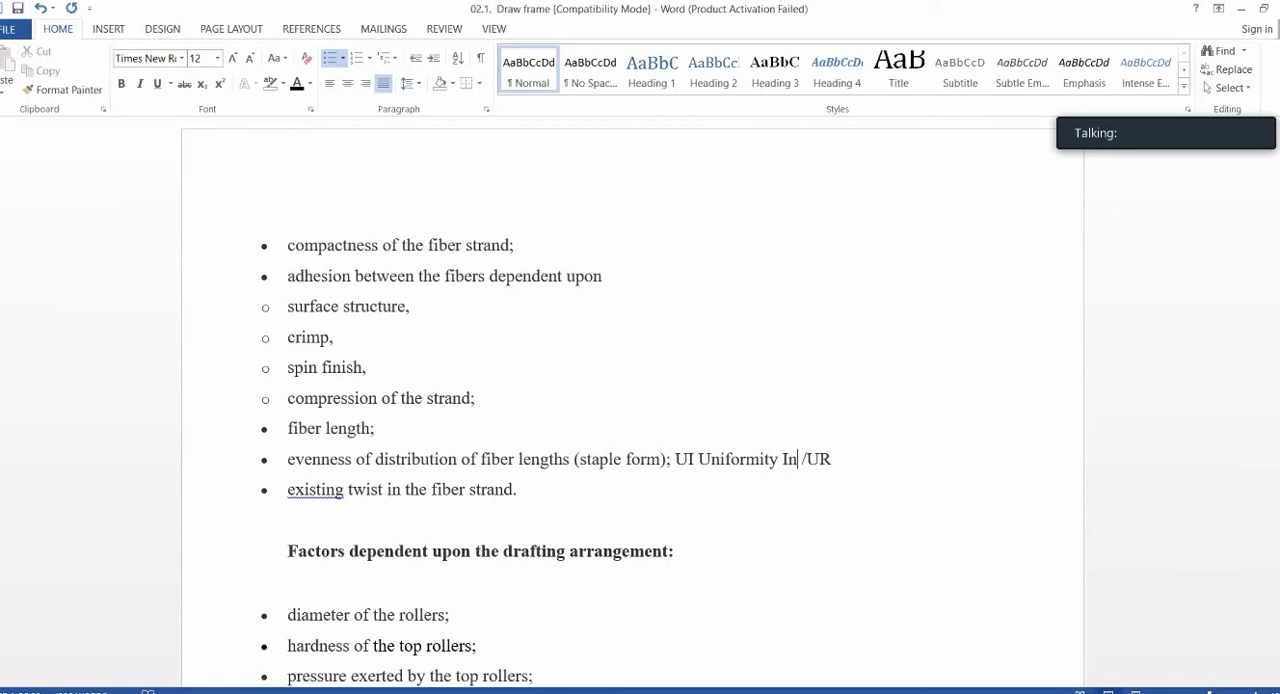 02.1. Draw frame [Compatibility Mode] - Word (Product Activation Failed)
FILE HOME INSERT DESIGN PAGE LAYOUT REFERENCES MAILINGS REVIEW VIEW Sign in
Cut
Copy
Format Painter
Clipboard
Times New Ro 12
Font
Paragraph
AaBbCcDd AaBbCcDd AaBbC AaBbCc AaBbCc AaBbCcDc AaB AaBbCcD AaBbCcDd AaBbCcDd AaBbCcDd
¶ Normal ¶ No Spac... Heading 1 Heading 2 Heading 3 Heading 4 Title Subtitle Subtle Em... Emphasis Intense E...
Styles
Find
Replace
Select
Editing
Talking:
• compactness of the fiber strand;
• adhesion between the fibers dependent upon
o surface structure,
o crimp,
o spin finish,
o compression of the strand;
• fiber length;
• evenness of distribution of fiber lengths (staple form); UI Uniformity In /UR
• existing twist in the fiber strand.
Factors dependent upon the drafting arrangement:
• diameter of the rollers;
• hardness of the top rollers;
• pressure exerted by the top rollers;